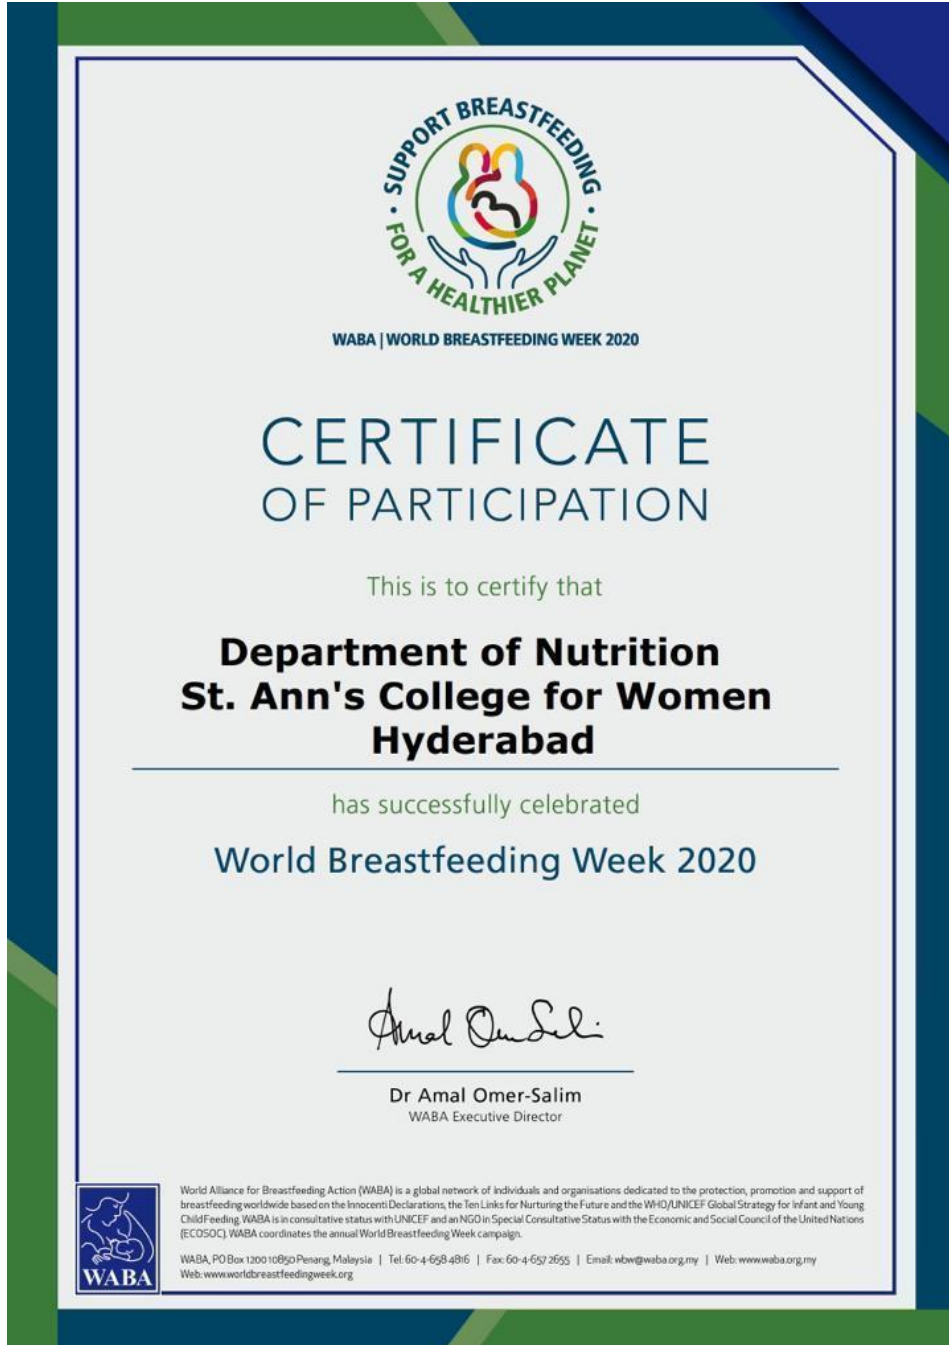 SUPPORT BREASTFEEDING
FOR A HEALTHIER PLANET
WABA | WORLD BREASTFEEDING WEEK 2020
CERTIFICATE
OF PARTICIPATION
This is to certify that
Department of Nutrition
St. Ann's College for Women
Hyderabad
has successfully celebrated
World Breastfeeding Week 2020
Amal Omer-Salim
Dr Amal Omer-Salim
WABA Executive Director
World Alliance for Breastfeeding Action (WABA) is a global network of individuals and organisations dedicated to the protection, promotion and support of
breastfeeding worldwide based on the Innocenti Declarations, the Ten Links for Nurturing the Future and the WHO/UNICEF Global Strategy for Infant and Young
Child Feeding. WABA is in consultative status with UNICEF and an NGO in Special Consultative Status with the Economic and Social Council of the United Nations
(ECOSOC). WABA coordinates the annual World Breastfeeding Week campaign.
WABA, PO Box 1200 10850 Penang, Malaysia | Tel: 60-4-658 4816 | Fax: 60-4-657 2655 | Email: wbw@waba.org.my | Web: www.waba.org.my
Web: www.worldbreastfeedingweek.org
WABA